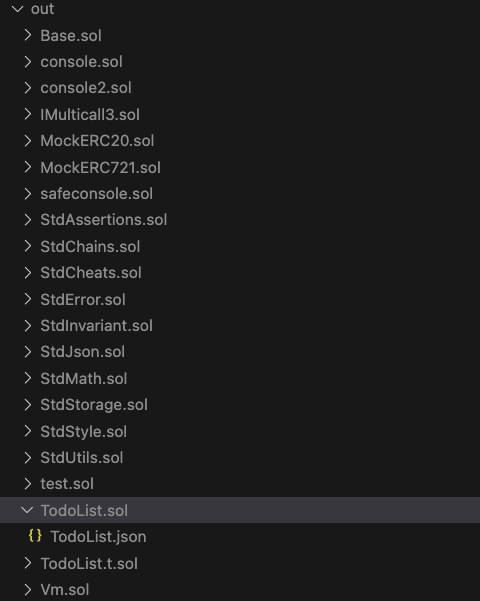 out
Base.sol
console.sol
console2.sol
IMulticall3.sol
MockERC20.sol
MockERC721.sol
safeconsole.sol
StdAssertions.sol
StdChains.sol
StdCheats.sol
StdError.sol
StdInvariant.sol
StdJson.sol
StdMath.sol
StdStorage.sol
StdStyle.sol
StdUtils.sol
test.sol
TodoList.sol
{} TodoList.json
TodoList.t.sol
Vm.sol